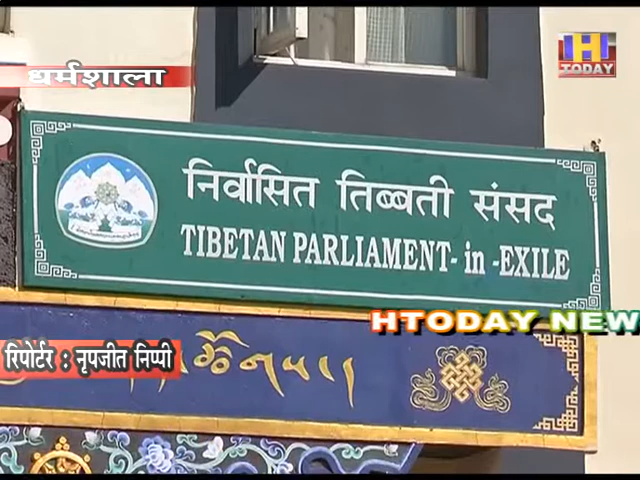 धर्मशाला
H
TODAY
निर्वासित तिब्बती संसद
TIBETAN PARLIAMENT- in -EXILE
HTODAY NEW
रिपोर्टर : नृपजीत निप्पी